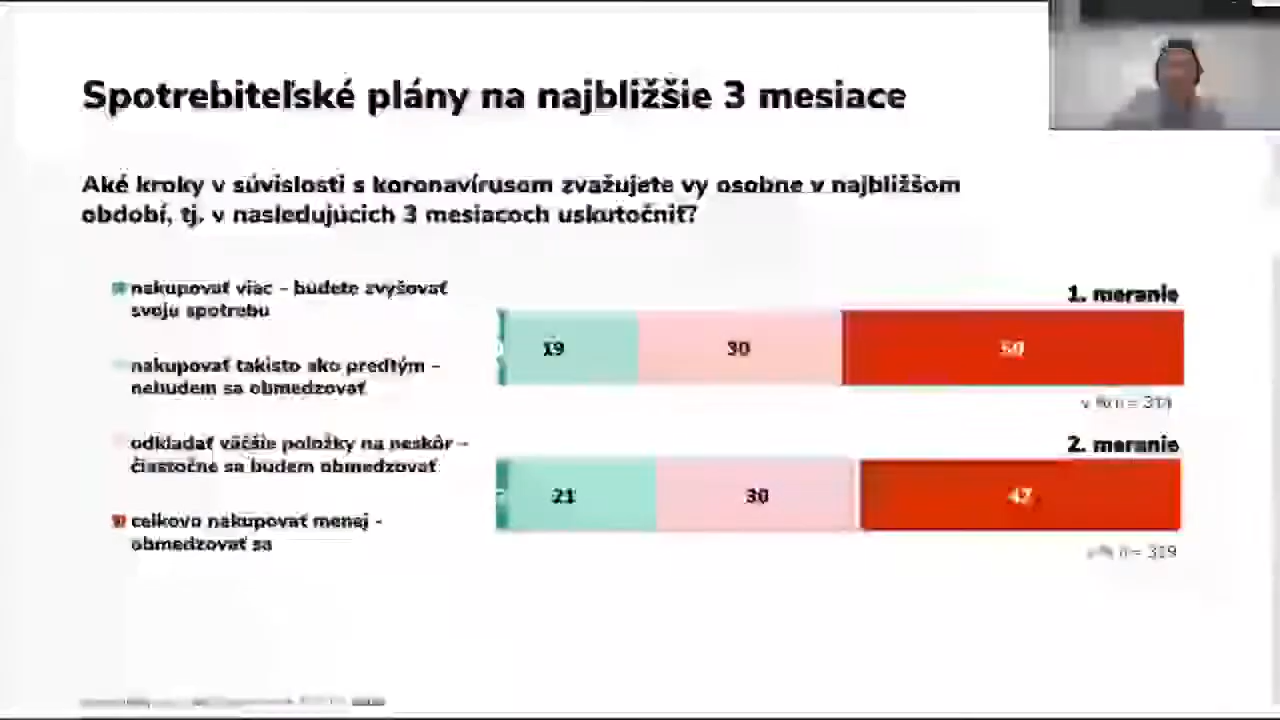 Spotrebiteľské plány na najbližšie 3 mesiace
Aké kroky v súvislosti s koronavírusom zvažujete vy osobne v najbližšom
období, tj. v nasledujúcich 3 mesiacoch uskutočniť?
nakupovať viac – budete zvyšovať
svoju spotrebu
nakupovať takisto ako predtým –
nebudem sa obmedzovať
odkladať väčšie položky na neskôr –
čiastočne sa budem obmedzovať
celkovo nakupovať menej -
obmedzovať sa
1. meranie
19 30 50
v % n =
2. meranie
21 30 47
n = 319